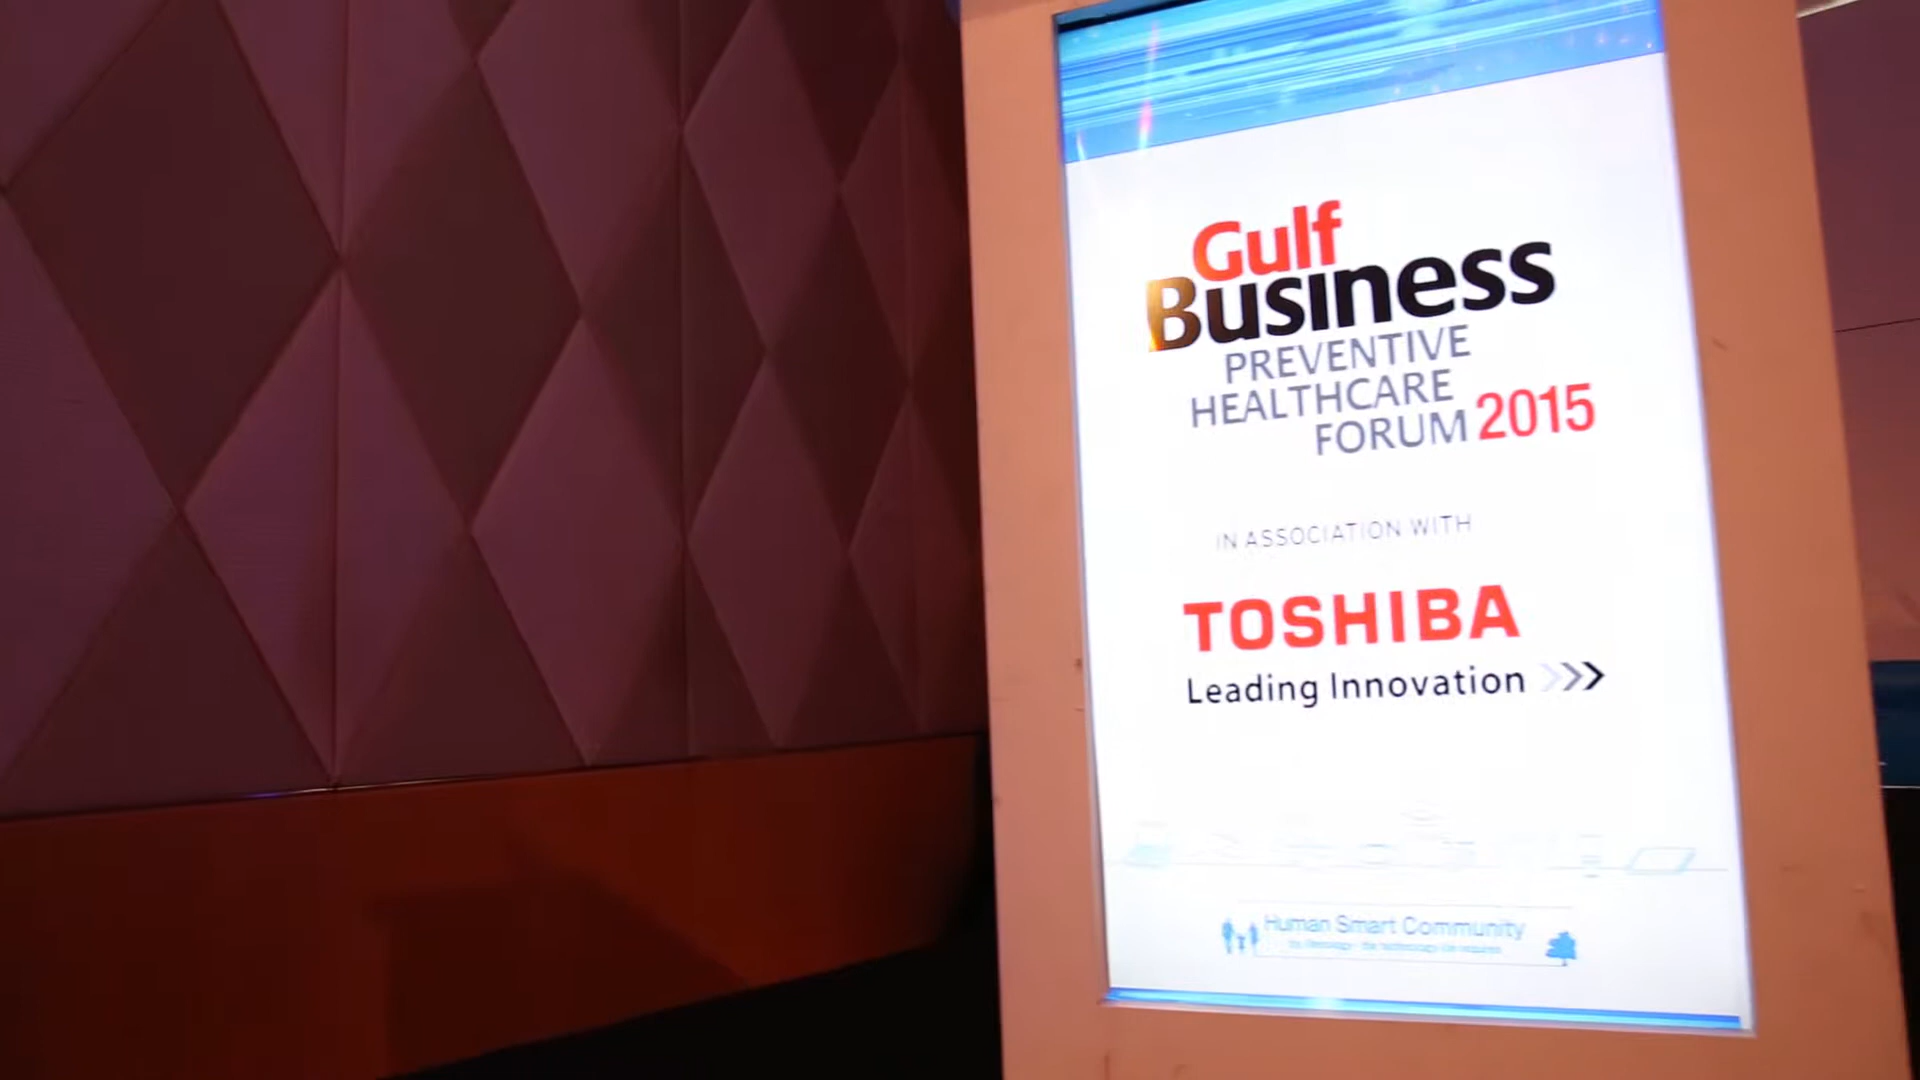 Gulf
Business
PREVENTIVE
HEALTHCARE
FORUM 2015
IN ASSOCIATION WITH
TOSHIBA
Leading Innovation >>>
Human Smart Community